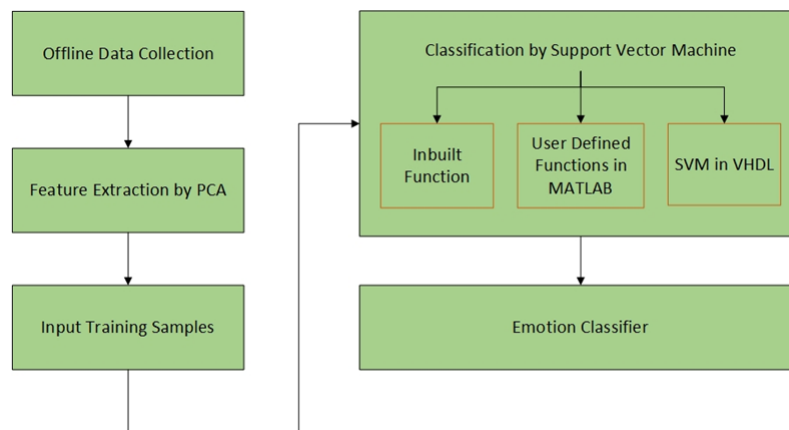 Offline Data Collection
Feature Extraction by PCA
Input Training Samples
Classification by Support Vector Machine
Inbuilt
Function
User Defined
Functions in
MATLAB
SVM in VHDL
Emotion Classifier